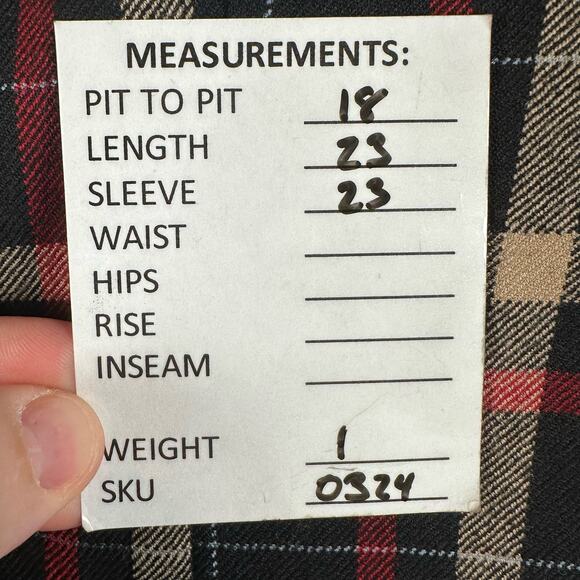 MEASUREMENTS:
PIT TO PIT 18
LENGTH 23
SLEEVE 23
WAIST
HIPS
RISE
INSEAM
WEIGHT 1
SKU 0324